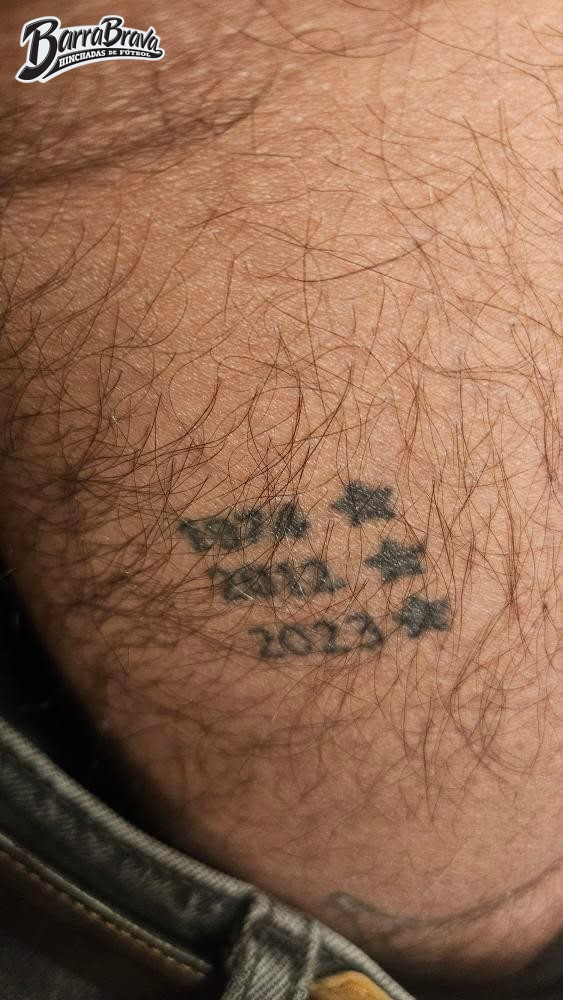 BarraBrava
HINCHADAS DE FÚTBOL
2012
2023